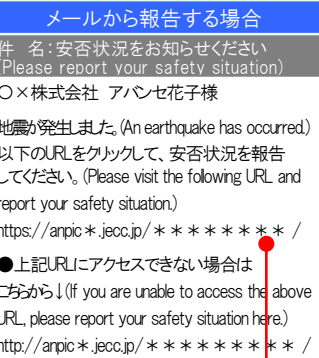 メールから報告する場合
件 名:安否状況をお知らせください
(Please report your safety situation)
○×株式会社 アバンセ花子様
地震が発生しました。(An earthquake has occurred.)
以下のURLをクリックして、安否状況を報告
してください。(Please visit the following URL and
report your safety situation.)
https://anpic＊.jecc.jp/＊＊＊＊＊＊＊＊ /
●上記URLにアクセスできない場合は
こちらから↓(If you are unable to access the above
URL, please report your safety situation here.)
http://anpic＊.jecc.jp/＊＊＊＊＊＊＊＊＊ /